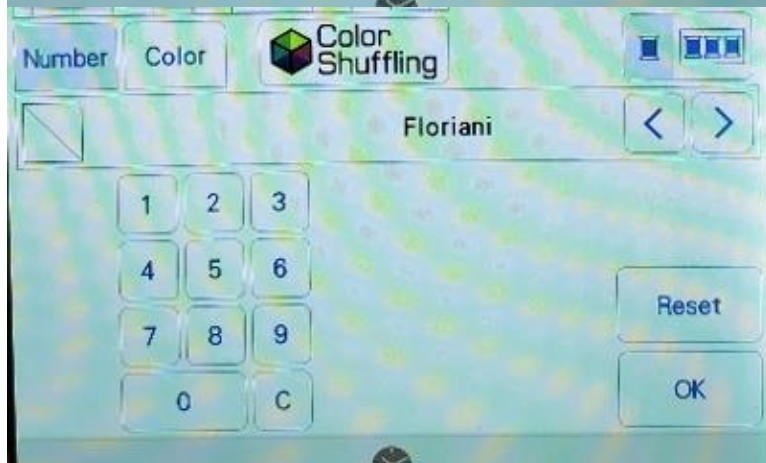 Number Color Color
Shuffling
Floriani < >
1 2 3
4 5 6
7 8 9
0 C
Reset
OK